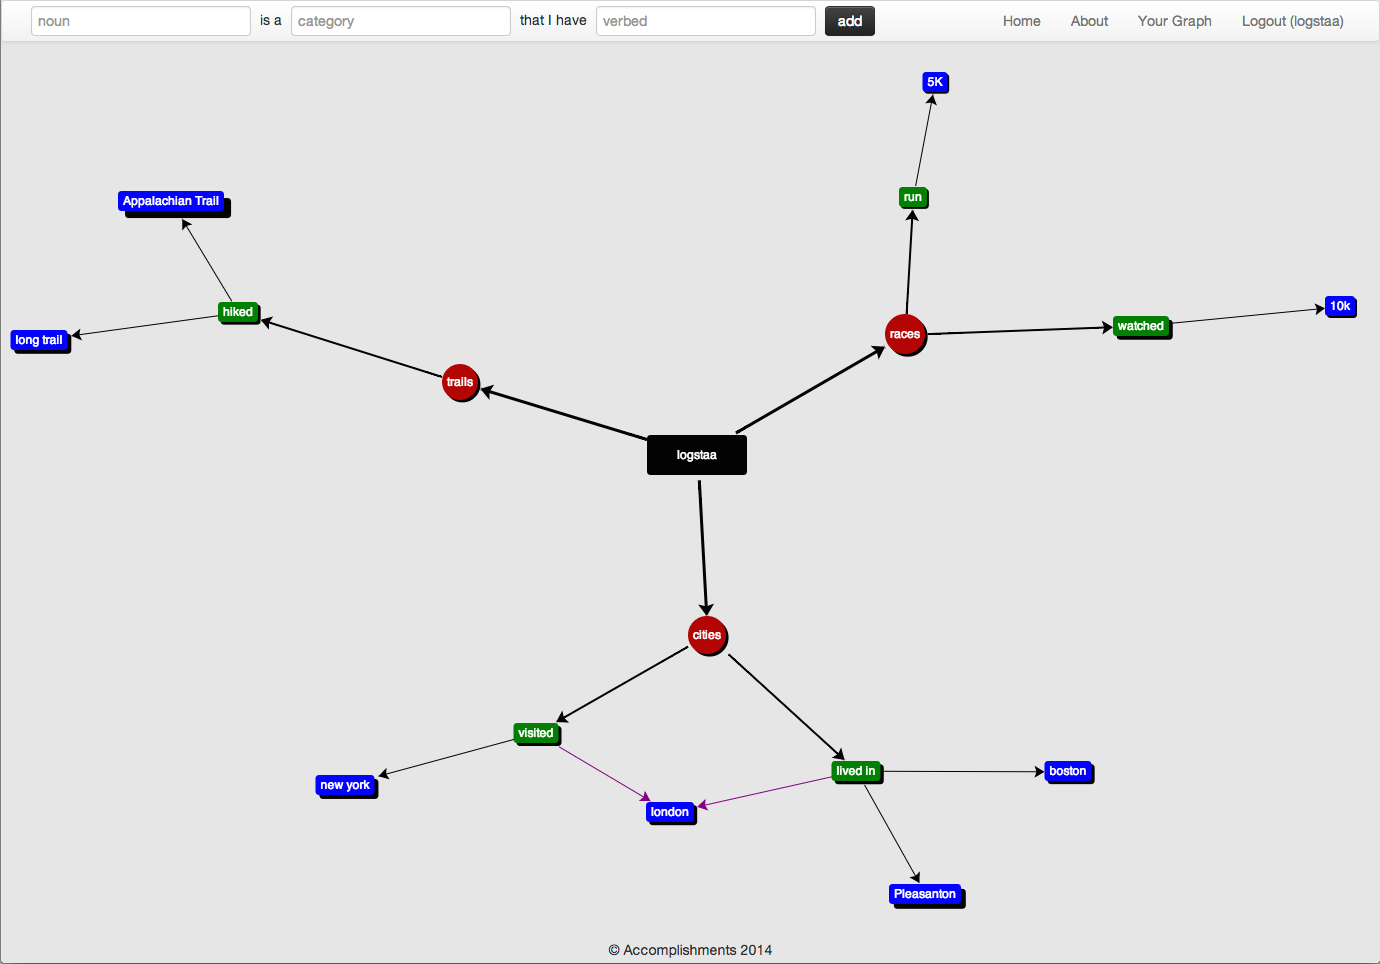 noun is a category that I have verbed add Home About Your Graph Logout (logstaa)
5K
Appalachian Trail
run
hiked
10k
watched
long trail
races
trails
logstaa
cities
visited
lived in
boston
new york
london
Pleasanton
© Accomplishments 2014